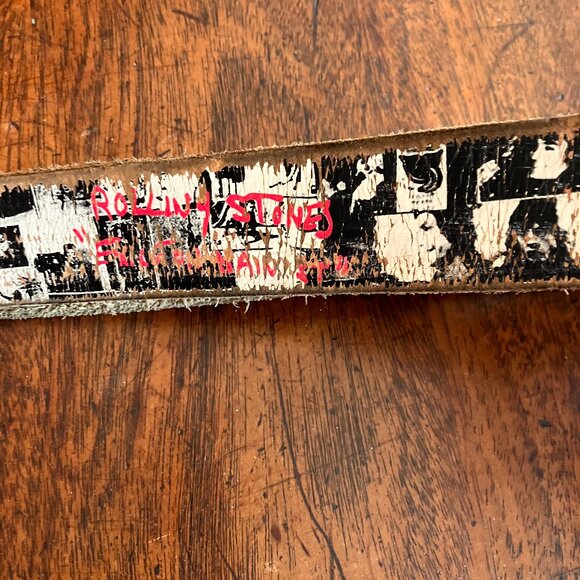 ROLLING STONES
"EXILE ON MAIN ST"